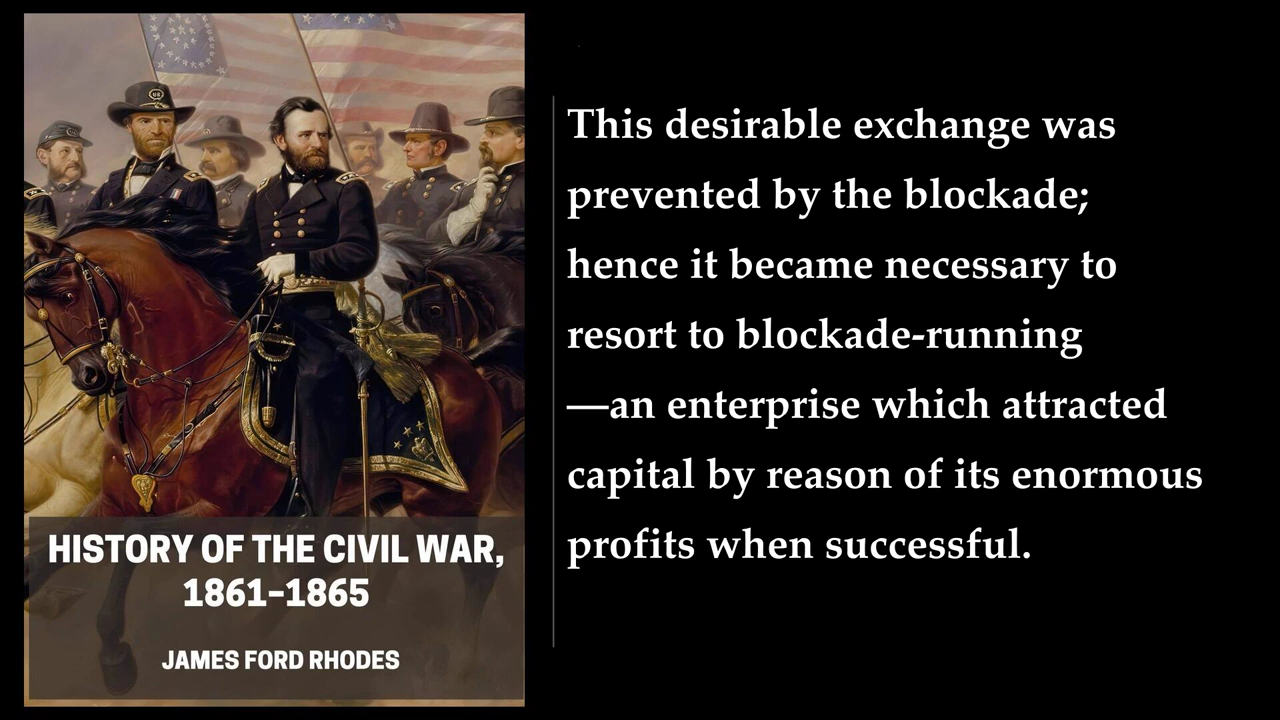 HISTORY OF THE CIVIL WAR,
1861–1865
JAMES FORD RHODES
This desirable exchange was
prevented by the blockade;
hence it became necessary to
resort to blockade-running
—an enterprise which attracted
capital by reason of its enormous
profits when successful.